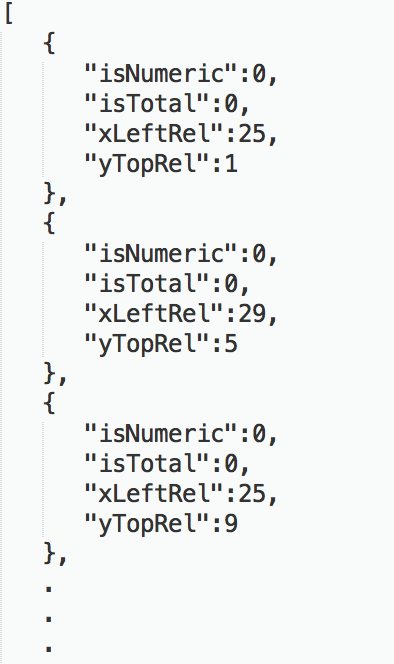 [
{
"isNumeric":0,
"isTotal":0,
"xLeftRel":25,
"yTopRel":1
},
{
"isNumeric":0,
"isTotal":0,
"xLeftRel":29,
"yTopRel":5
},
{
"isNumeric":0,
"isTotal":0,
"xLeftRel":25,
"yTopRel":9
},
.
.
.